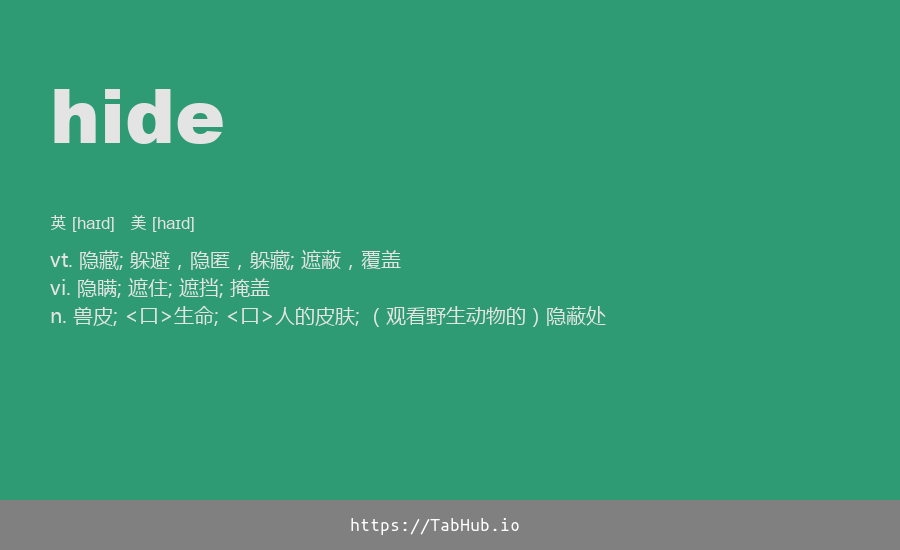 hide
英 [haɪd] 美 [haɪd]
vt. 隐藏; 躲避，隐匿，躲藏; 遮蔽，覆盖
vi. 隐瞒; 遮住; 遮挡; 掩盖
n. 兽皮; <口>生命; <口>人的皮肤; （观看野生动物的）隐蔽处
https://TabHub.io